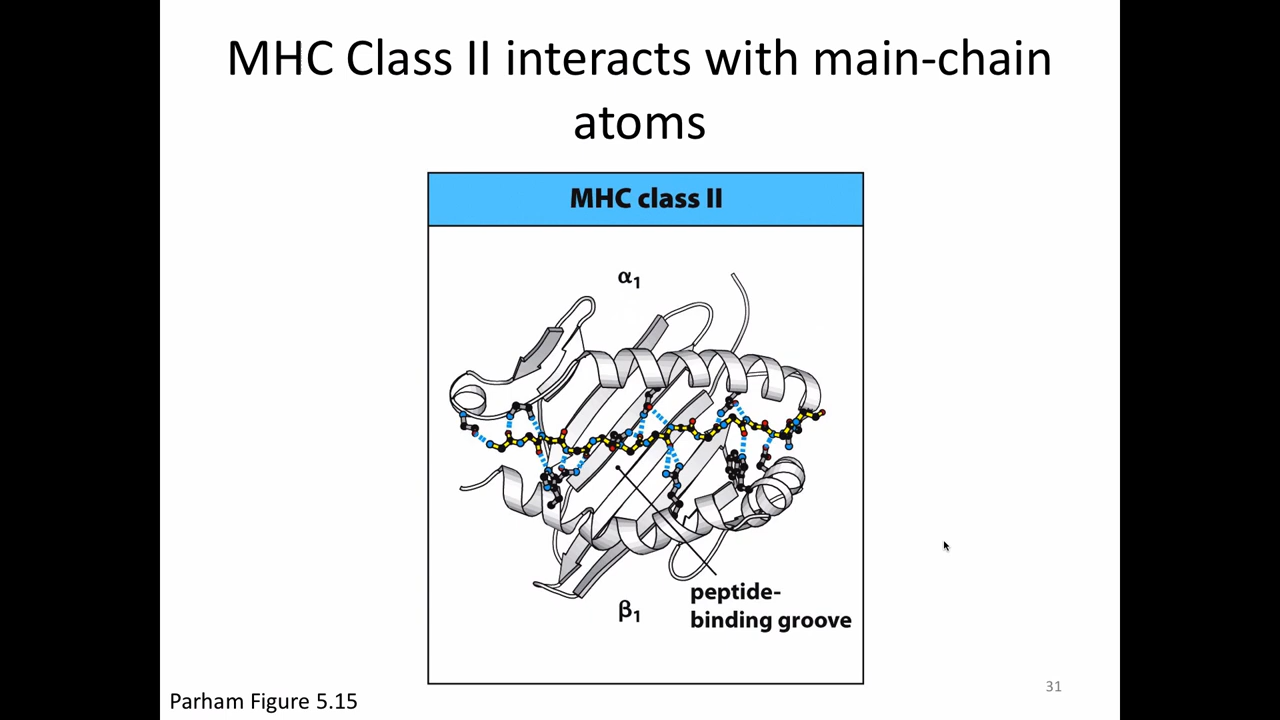 MHC Class II interacts with main-chain
atoms
MHC class II
α1
β1
peptide-
binding groove
Parham Figure 5.15
31